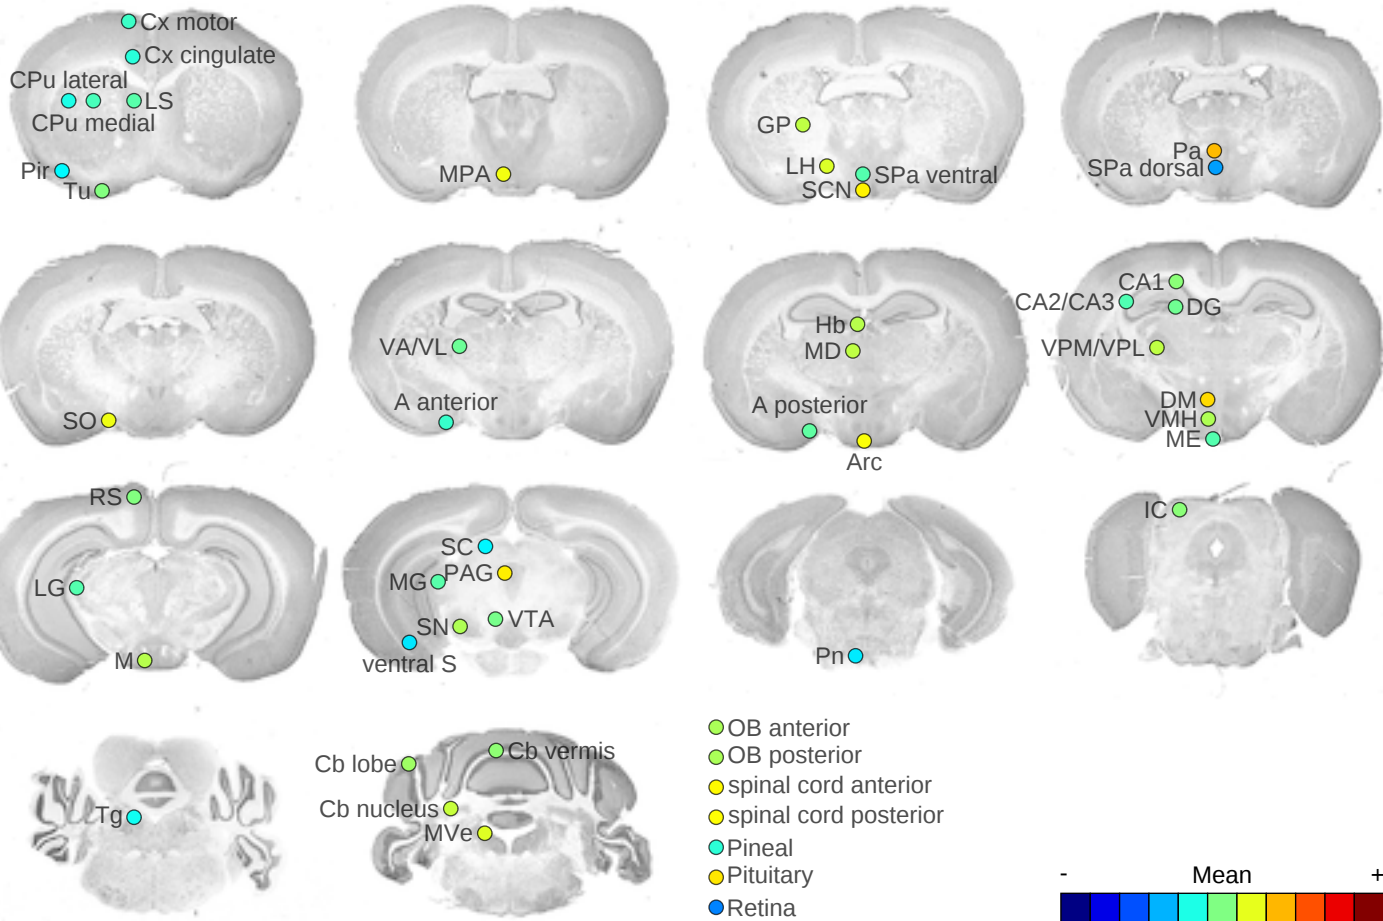 Cx motor
Cx cingulate
CPu lateral
LS
CPu medial
Pir
Tu
MPA
GP
LH
SPa ventral
SCN
Pa
SPa dorsal
SO
VA/VL
A anterior
Hb
MD
A posterior
Arc
CA1
CA2/CA3
DG
VPM/VPL
DM
VMH
ME
RS
LG
M
SC
MG
PAG
SN
VTA
ventral S
Pn
IC
Tg
Cb lobe
Cb vermis
Cb nucleus
MVe
OB anterior
OB posterior
spinal cord anterior
spinal cord posterior
Pineal
Pituitary
Retina
- Mean +